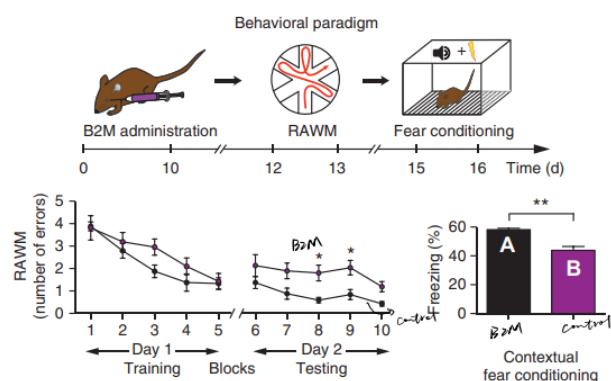 Behavioral paradigm
+
B2M administration
RAWM
Fear conditioning
0 10 12 13 15 16 Time (d)
RAWM
(number of errors)
5
4
3
2
1
0
B2M
* *
control
1 2 3 4 5 6 7 8 9 10
Day 1 Day 2
Training Blocks Testing
Freezing (%)
60
40
20
0
**
A B
B2M control
Contextual
fear conditioning